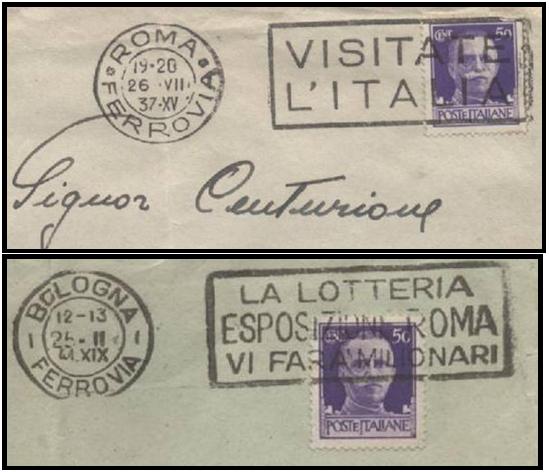 ROMA A
19-20
26 VII
37·XV
FERROVIA
VISITATE
L'ITALIA
CENT 50
POSTE ITALIANE
Signor Centurione
BOLOGNA
12-13
25 - II
XIX
FERROVIA
LA LOTTERIA
ESPOSIZIONE ROMA
VI FARA' MILIONARI
50
POSTE ITALIANE